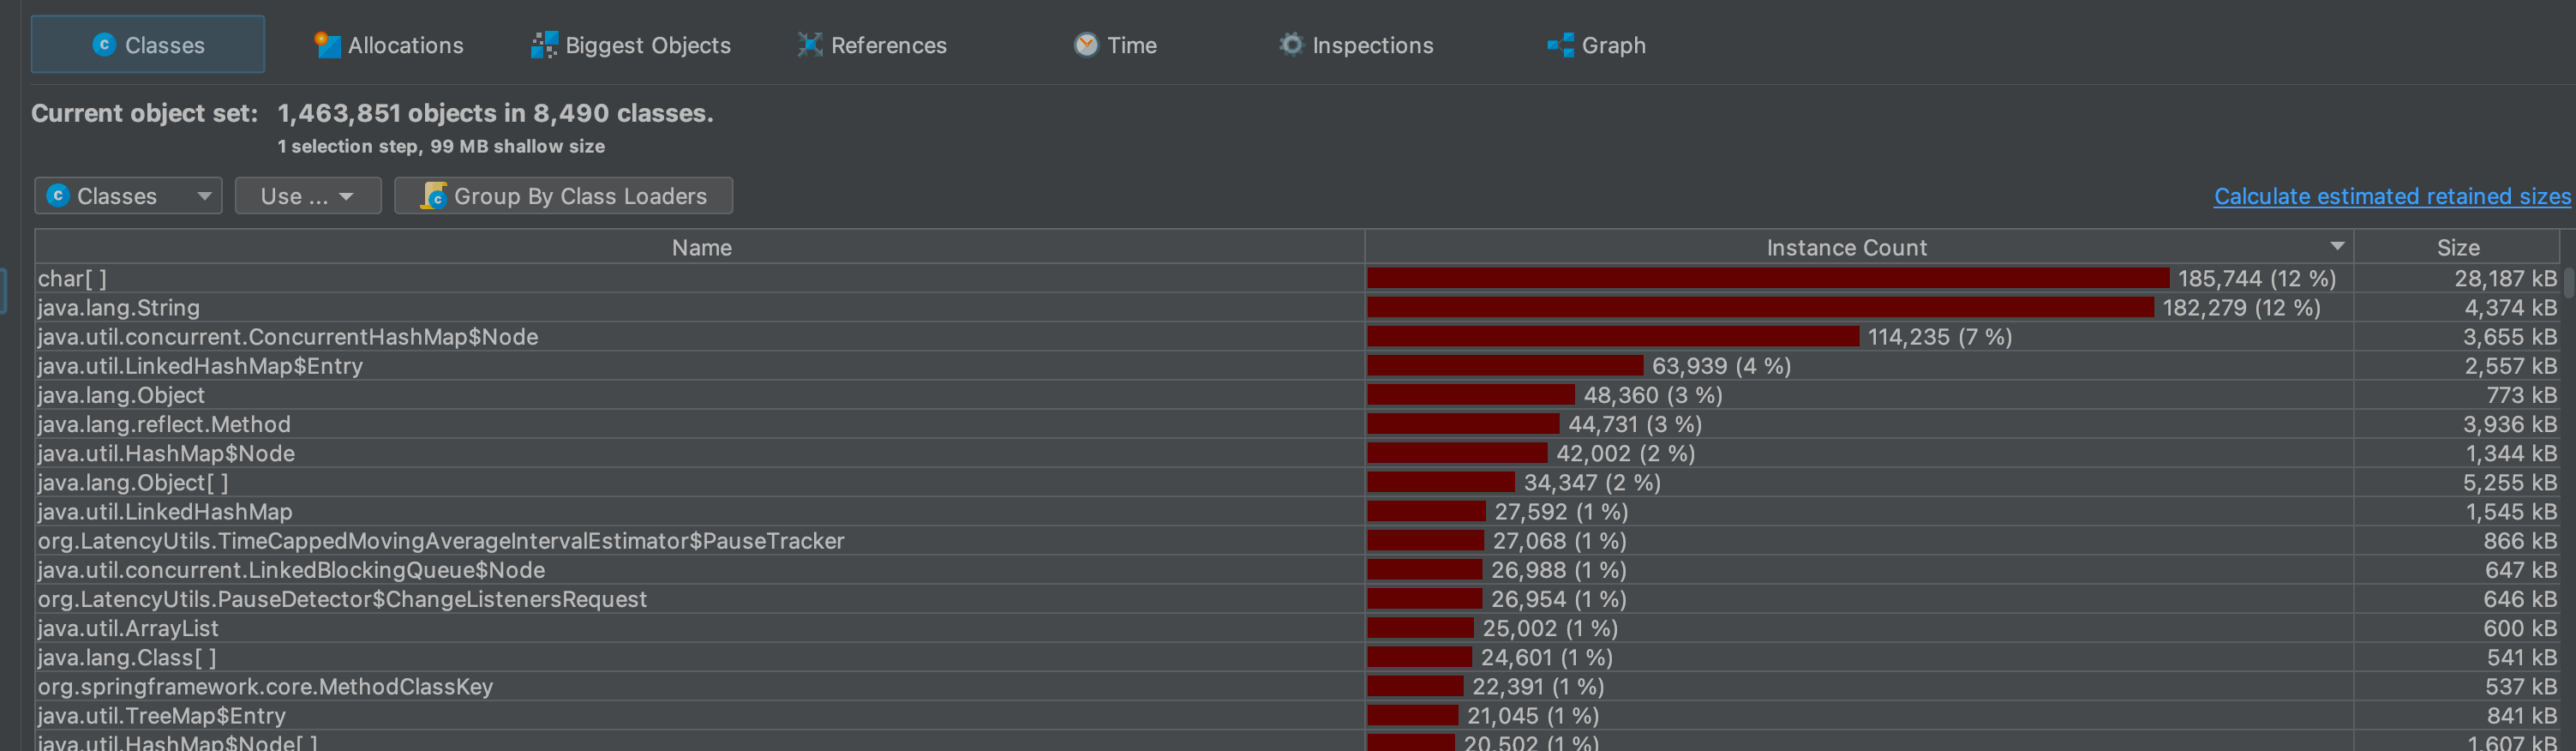 Classes Allocations Biggest Objects References Time Inspections Graph
Current object set: 1,463,851 objects in 8,490 classes.
1 selection step, 99 MB shallow size
Classes Use ... Group By Class Loaders Calculate estimated retained sizes
Name Instance Count Size
char[ ] 185,744 (12 %) 28,187 kB
java.lang.String 182,279 (12 %) 4,374 kB
java.util.concurrent.ConcurrentHashMap$Node 114,235 (7 %) 3,655 kB
java.util.LinkedHashMap$Entry 63,939 (4 %) 2,557 kB
java.lang.Object 48,360 (3 %) 773 kB
java.lang.reflect.Method 44,731 (3 %) 3,936 kB
java.util.HashMap$Node 42,002 (2 %) 1,344 kB
java.lang.Object[ ] 34,347 (2 %) 5,255 kB
java.util.LinkedHashMap 27,592 (1 %) 1,545 kB
org.LatencyUtils.TimeCappedMovingAverageIntervalEstimator$PauseTracker 27,068 (1 %) 866 kB
java.util.concurrent.LinkedBlockingQueue$Node 26,988 (1 %) 647 kB
org.LatencyUtils.PauseDetector$ChangeListenersRequest 26,954 (1 %) 646 kB
java.util.ArrayList 25,002 (1 %) 600 kB
java.lang.Class[ ] 24,601 (1 %) 541 kB
org.springframework.core.MethodClassKey 22,391 (1 %) 537 kB
java.util.TreeMap$Entry 21,045 (1 %) 841 kB
java.util.HashMap$Node[ ] 20,502 (1 %) 1,607 kB